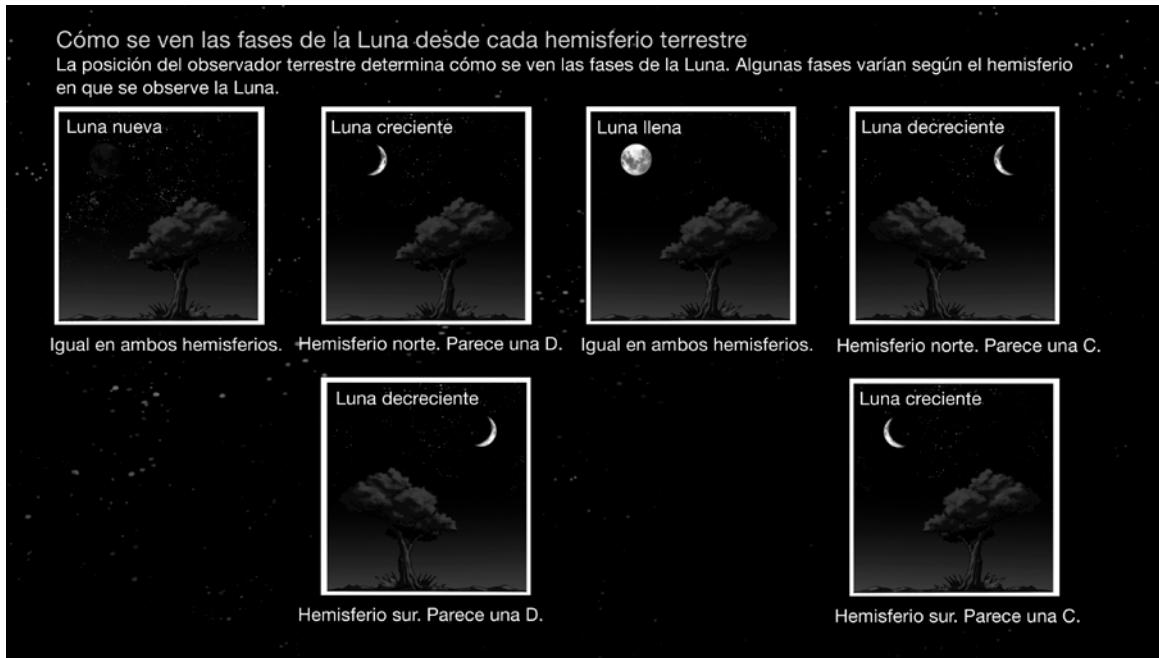 Cómo se ven las fases de la Luna desde cada hemisferio terrestre
La posición del observador terrestre determina cómo se ven las fases de la Luna. Algunas fases varían según el hemisferio
en que se observe la Luna.
Luna nueva
Luna creciente
Luna llena
Luna decreciente
Igual en ambos hemisferios.
Hemisferio norte. Parece una D.
Igual en ambos hemisferios.
Hemisferio norte. Parece una C.
Luna decreciente
Luna creciente
Hemisferio sur. Parece una D.
Hemisferio sur. Parece una C.